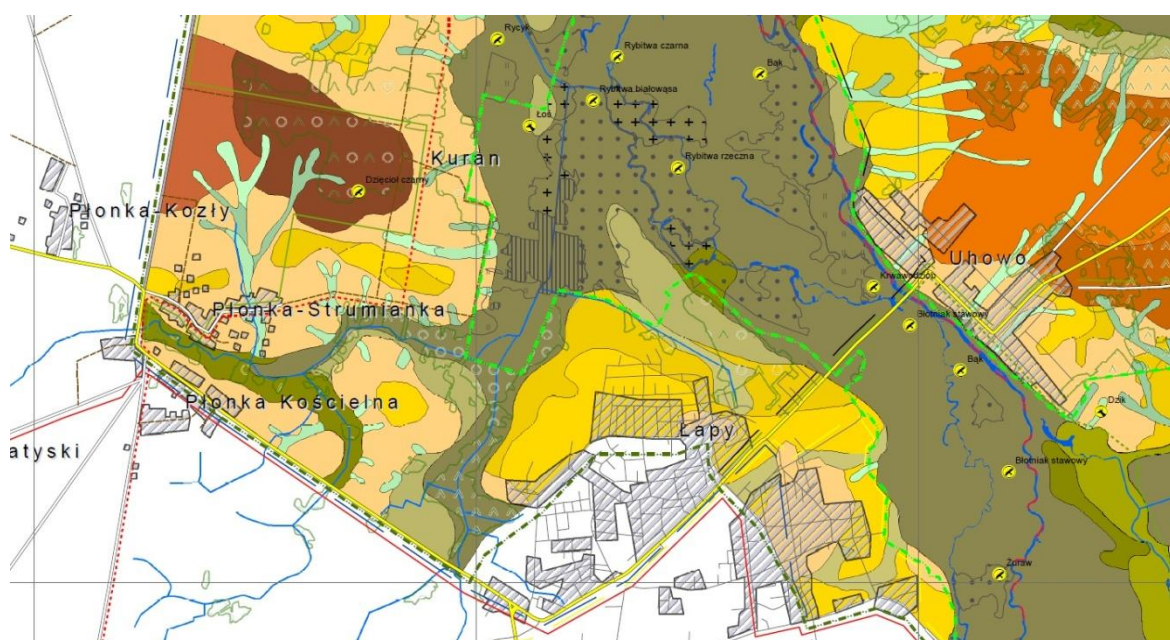 Rycyk
Rybitwa czarna
Bąk
Rybitwa białowąsa
Łoś
Kuran
Rybitwa rzeczna
Dzięcioł czarny
Płonka-Kozły
Uhowo
Krwawodziób
Płonka-Strumianka
Błotniak stawowy
Bąk
Płonka Kościelna
Dzik
Łapy
atyski
Błotniak stawowy
Żuraw